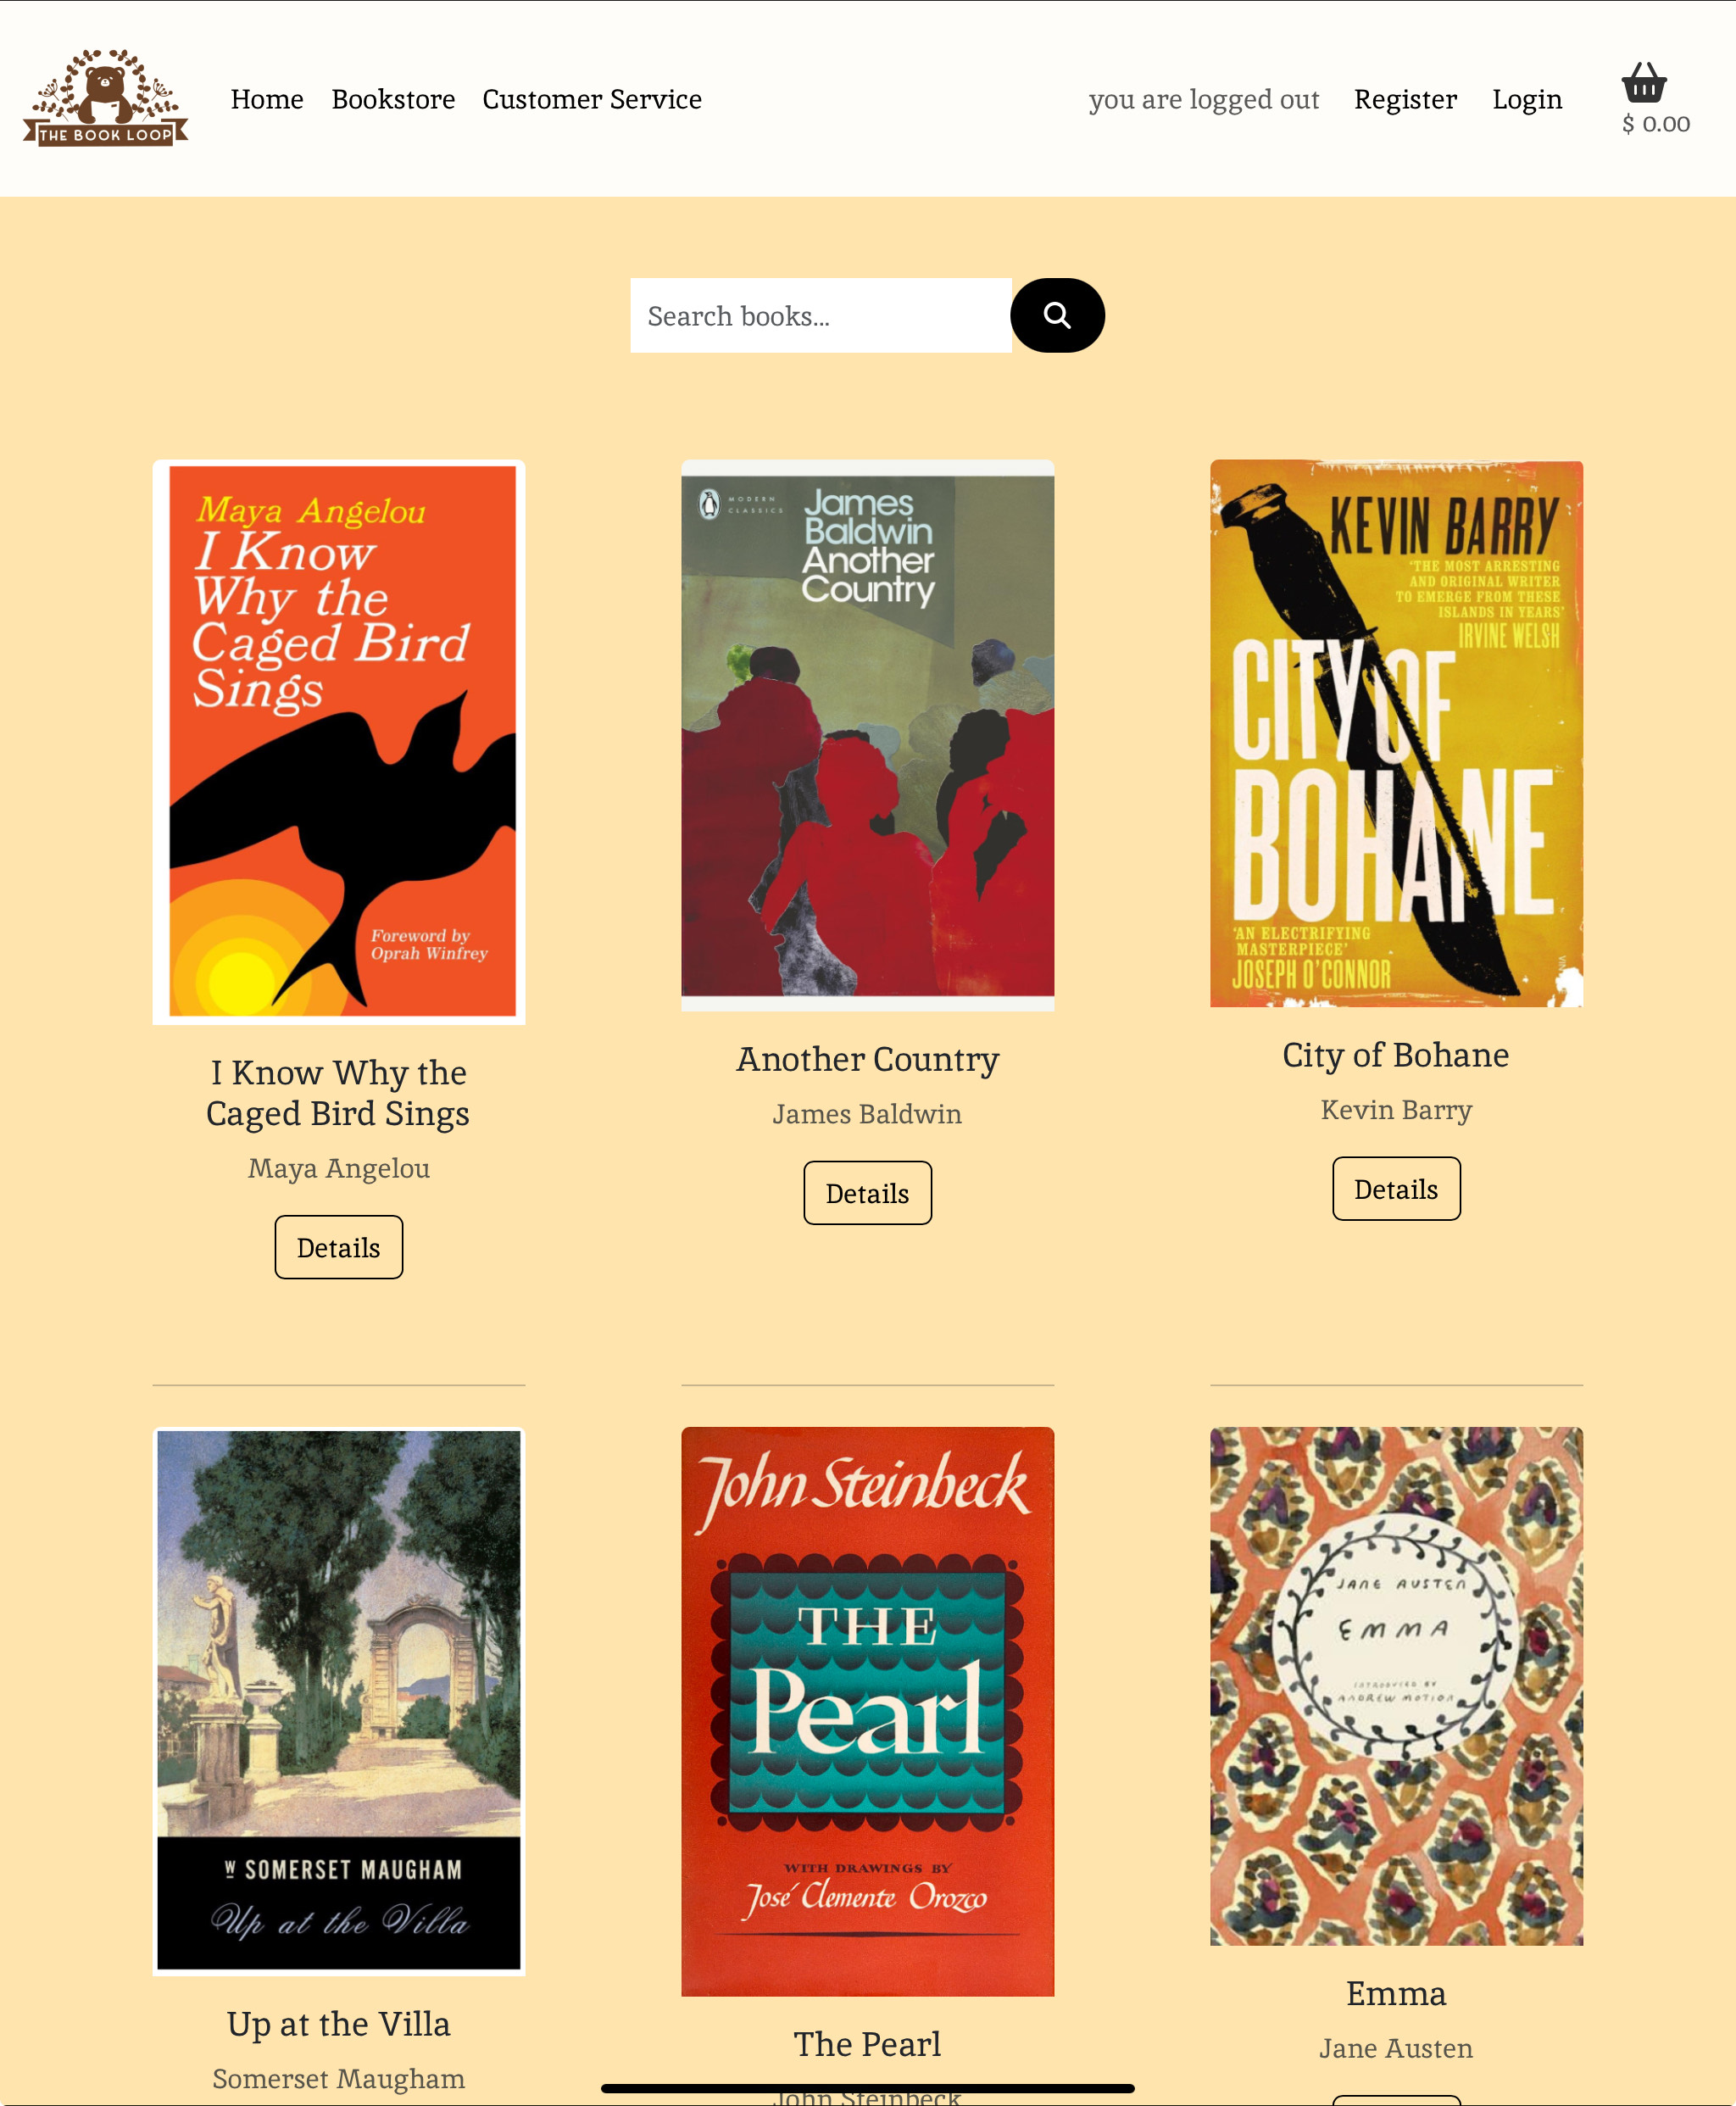 THE BOOK LOOP
Home Bookstore Customer Service
you are logged out Register Login
$ 0.00
Search books...
Maya Angelou
I Know
Why the
Caged Bird
Sings
Foreword by
Oprah Winfrey
I Know Why the
Caged Bird Sings
Maya Angelou
Details
MODERN
CLASSICS
James
Baldwin
Another
Country
Another Country
James Baldwin
Details
KEVIN BARRY
'THE MOST ARRESTING
AND ORIGINAL WRITER
TO EMERGE FROM THESE
ISLANDS IN YEARS'
IRVINE WELSH
CITY OF
BOHANE
'AN ELECTRIFYING
MASTERPIECE'
JOSEPH O'CONNOR
City of Bohane
Kevin Barry
Details
W SOMERSET MAUGHAM
Up at the Villa
Up at the Villa
Somerset Maugham
John Steinbeck
THE
Pearl
WITH DRAWINGS BY
José Clemente Orozco
The Pearl
John Steinbeck
JANE AUSTEN
EMMA
INTRODUCED BY
ANDREW MOTION
Emma
Jane Austen